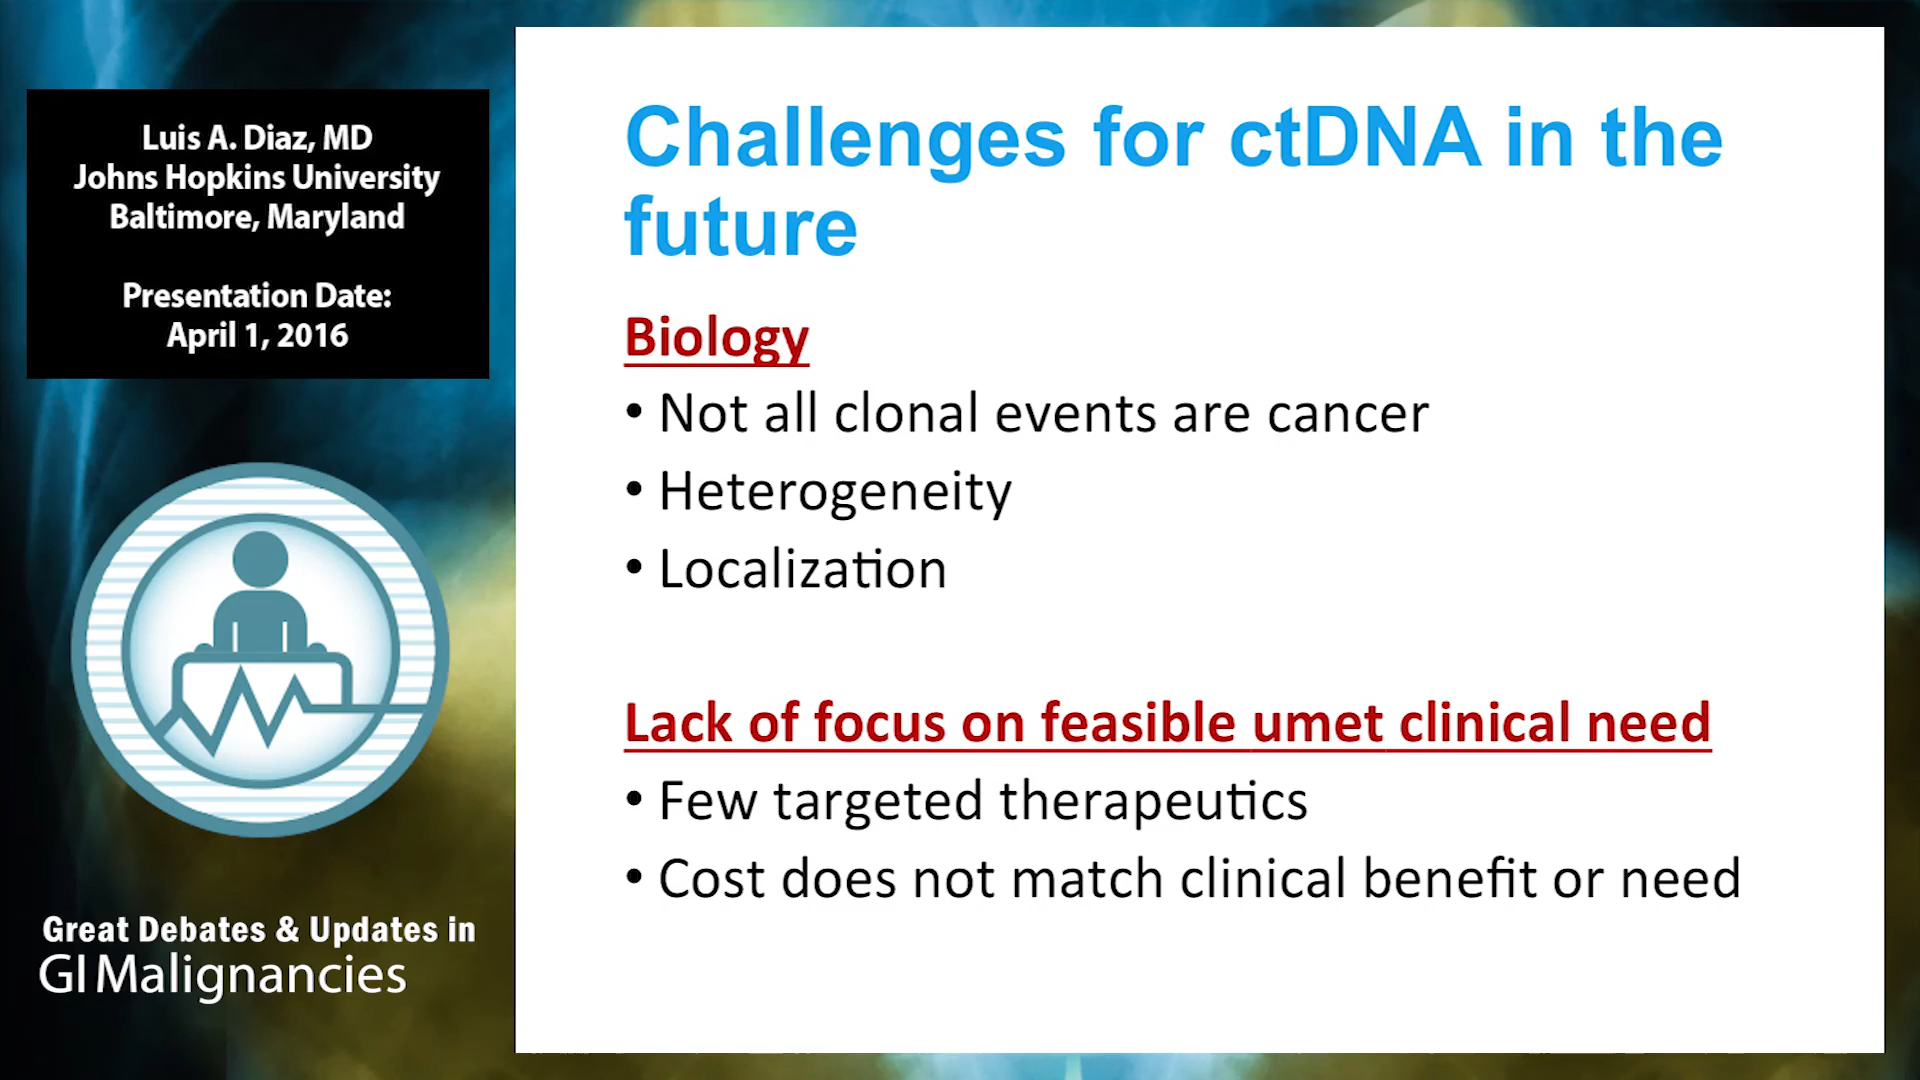 Luis A. Diaz, MD
Johns Hopkins University
Baltimore, Maryland
Presentation Date:
April 1, 2016
Great Debates & Updates in
GI Malignancies
Challenges for ctDNA in the
future
Biology
• Not all clonal events are cancer
• Heterogeneity
• Localization
Lack of focus on feasible umet clinical need
• Few targeted therapeutics
• Cost does not match clinical benefit or need